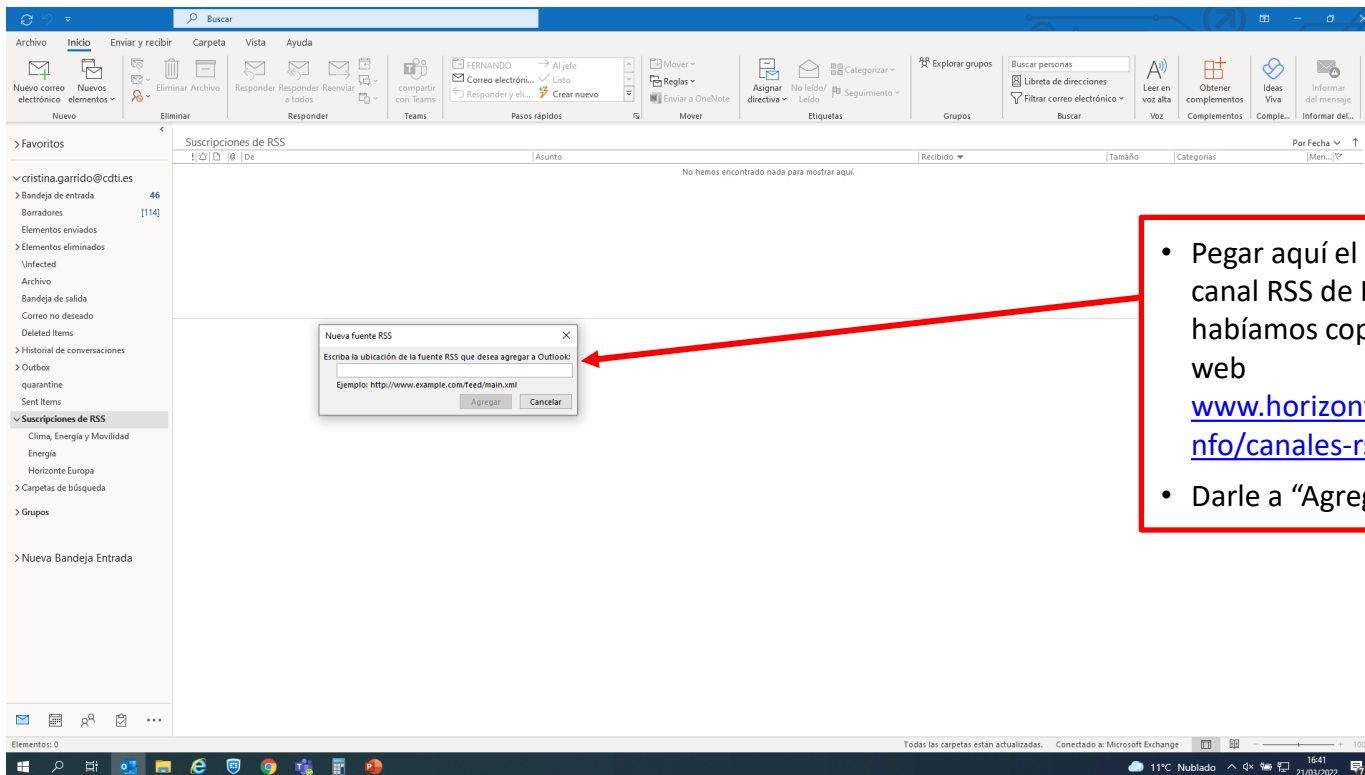 Buscar
Archivo Inicio Enviar y recibir Carpeta Vista Ayuda
Nuevo correo electrónico
Nuevos elementos
Eliminar Archivo
Responder Responder a todos Reenviar
compartir con Teams
FERNANDO Al jefe
Correo electróni... Listo
Responder y eli... Crear nuevo
Mover
Reglas
Enviar a OneNote
Asignar directiva
No leído/ Leído
Categorizar
Seguimiento
Explorar grupos
Buscar personas
Libreta de direcciones
Filtrar correo electrónico
Leer en voz alta
Obtener complementos
Ideas Viva
Informar del mensaje
Nuevo Eliminar Responder Teams Pasos rápidos Mover Etiquetas Grupos Buscar Voz Complementos Comple... Informar del...
Favoritos
cristina.garrido@cdti.es
Bandeja de entrada 46
Borradores [114]
Elementos enviados
Elementos eliminados
\Infected
Archivo
Bandeja de salida
Correo no deseado
Deleted Items
Historial de conversaciones
Outbox
quarantine
Sent Items
Suscripciones de RSS
Clima, Energía y Movilidad
Energía
Horizonte Europa
Carpetas de búsqueda
Grupos
Nueva Bandeja Entrada
Suscripciones de RSS
Por Fecha
De Asunto Recibido Tamaño Categorías Men...
No hemos encontrado nada para mostrar aquí.
Nueva fuente RSS
Escriba la ubicación de la fuente RSS que desea agregar a Outlook:
Ejemplo: http://www.example.com/feed/main.xml
Agregar Cancelar
• Pegar aquí el
canal RSS de
habíamos
web
www.horizon
nfo/canales-r
• Darle a “Agre
Elementos: 0
Todas las carpetas están actualizadas. Conectado a: Microsoft Exchange
100
11°C Nublado
16:41
21/03/2022